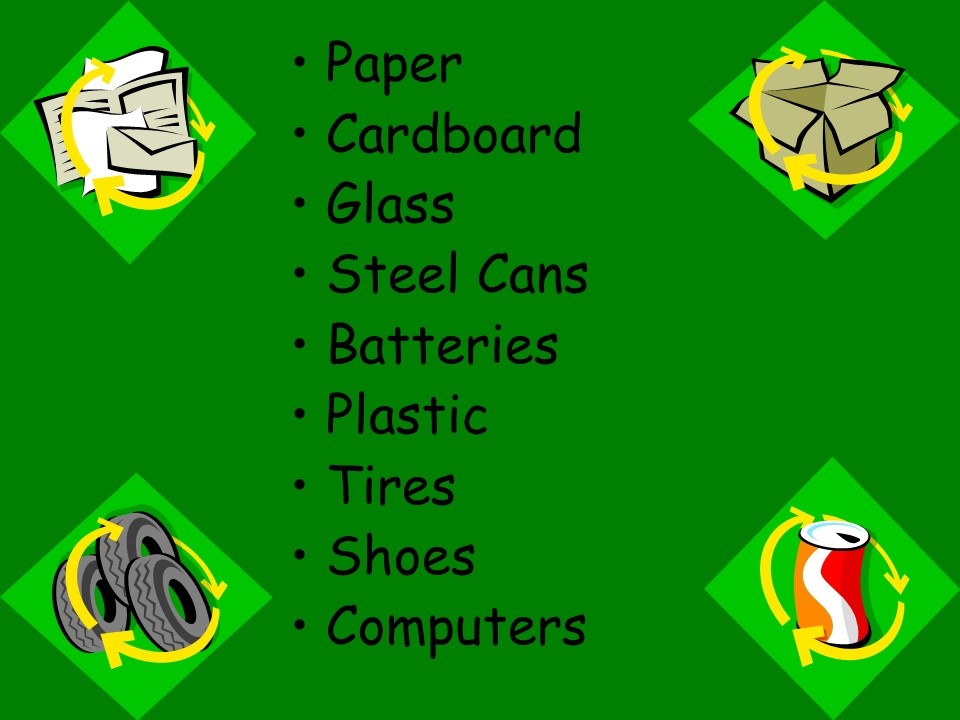 • Paper
• Cardboard
• Glass
• Steel Cans
• Batteries
• Plastic
• Tires
• Shoes
• Computers